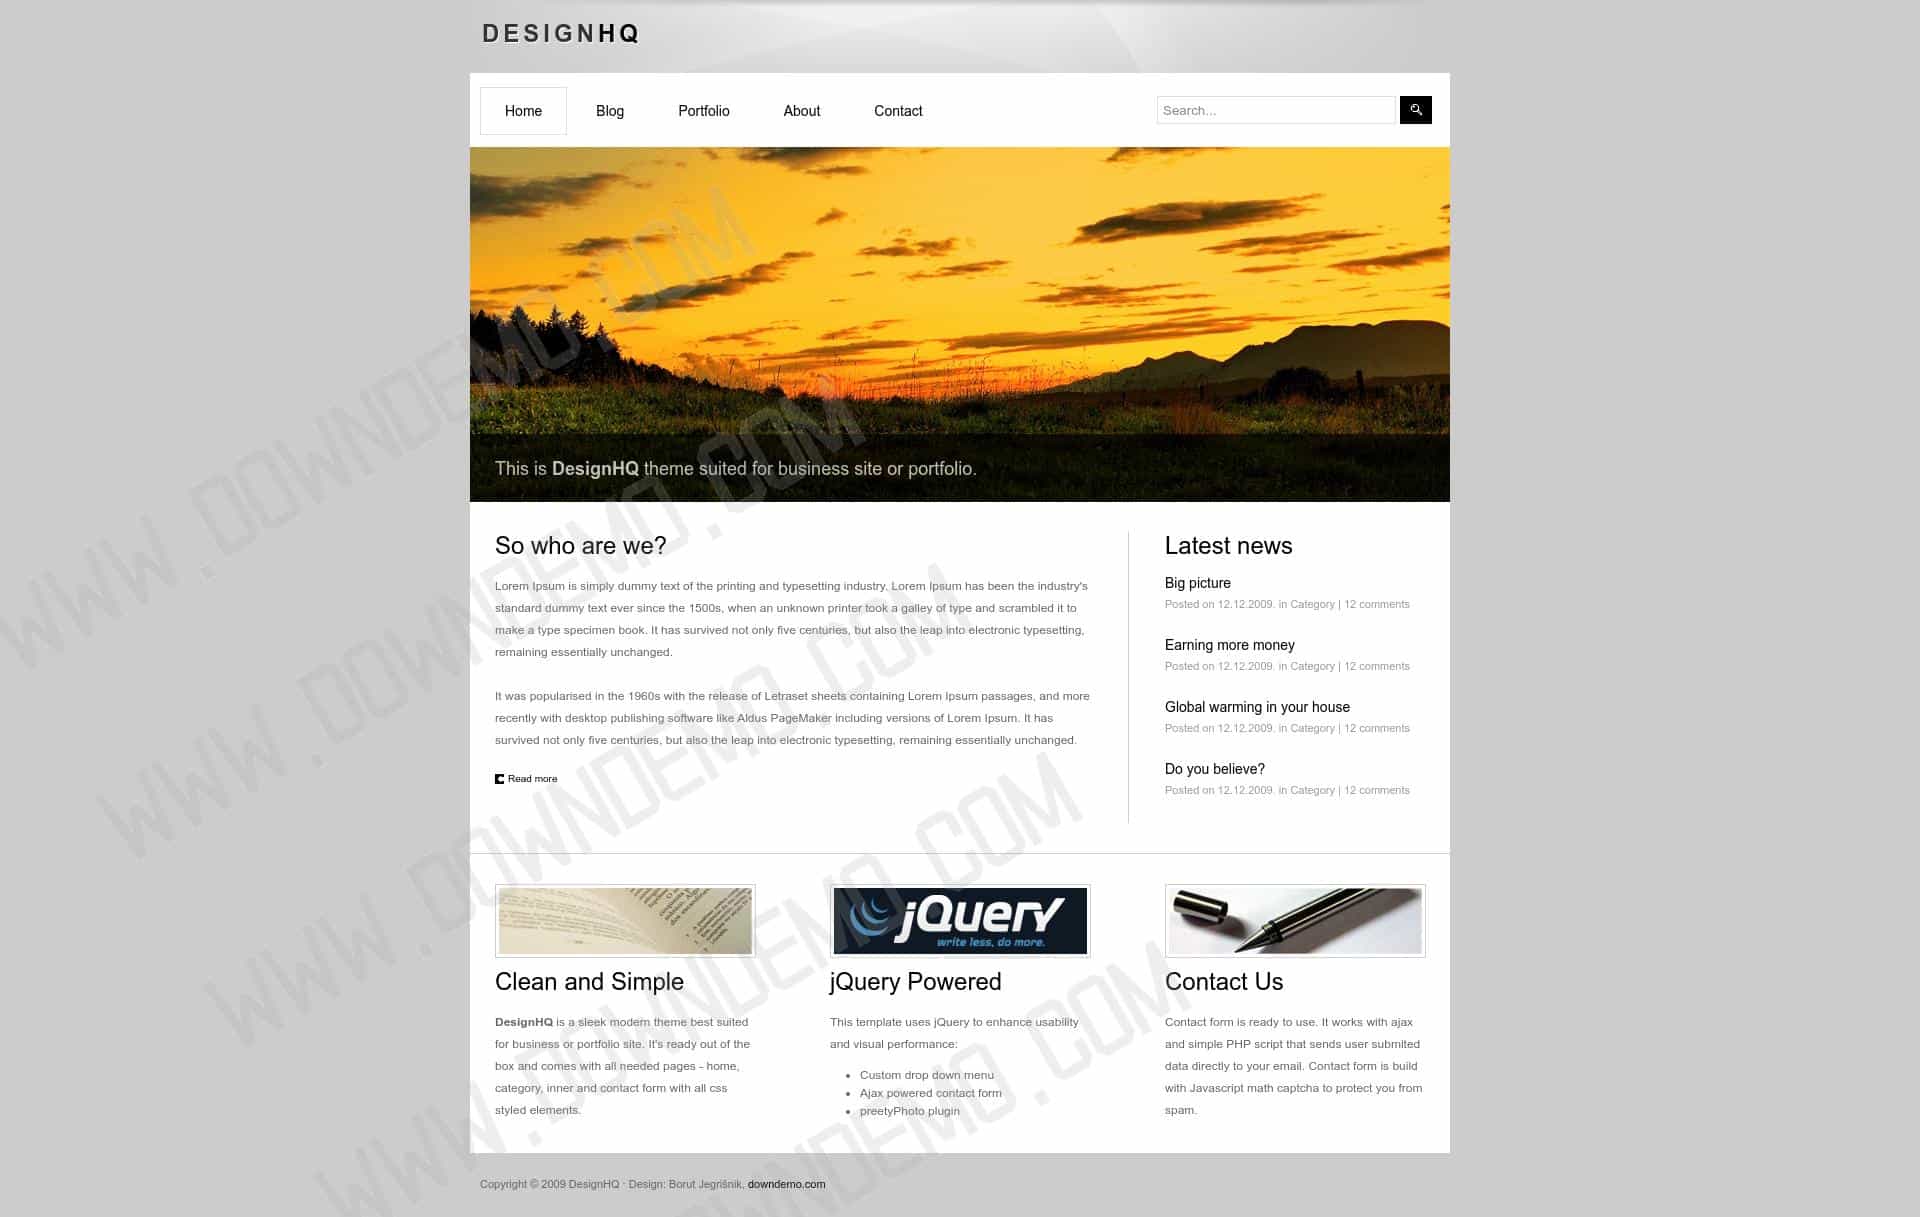 DESIGNHQ
Home Blog Portfolio About Contact Search...
This is DesignHQ theme suited for business site or portfolio.
So who are we?
Lorem Ipsum is simply dummy text of the printing and typesetting industry. Lorem Ipsum has been the industry's
standard dummy text ever since the 1500s, when an unknown printer took a galley of type and scrambled it to
make a type specimen book. It has survived not only five centuries, but also the leap into electronic typesetting,
remaining essentially unchanged.
It was popularised in the 1960s with the release of Letraset sheets containing Lorem Ipsum passages, and more
recently with desktop publishing software like Aldus PageMaker including versions of Lorem Ipsum. It has
survived not only five centuries, but also the leap into electronic typesetting, remaining essentially unchanged.
Read more
Latest news
Big picture
Posted on 12.12.2009. in Category | 12 comments
Earning more money
Posted on 12.12.2009. in Category | 12 comments
Global warming in your house
Posted on 12.12.2009. in Category | 12 comments
Do you believe?
Posted on 12.12.2009. in Category | 12 comments
Clean and Simple
DesignHQ is a sleek modern theme best suited
for business or portfolio site. It's ready out of the
box and comes with all needed pages - home,
category, inner and contact form with all css
styled elements.
jQuery
write less, do more.
jQuery Powered
This template uses jQuery to enhance usability
and visual performance:
• Custom drop down menu
• Ajax powered contact form
• preetyPhoto plugin
Contact Us
Contact form is ready to use. It works with ajax
and simple PHP script that sends user submited
data directly to your email. Contact form is build
with Javascript math captcha to protect you from
spam.
Copyright © 2009 DesignHQ · Design: Borut Jegrišnik, downdemo.com
WWW.DOWNDEMO.COM
WWW.DOWNDEMO.COM
WWW.DOWNDEMO.COM
WWW.DOWNDEMO.COM
DOWNDEMO.COM